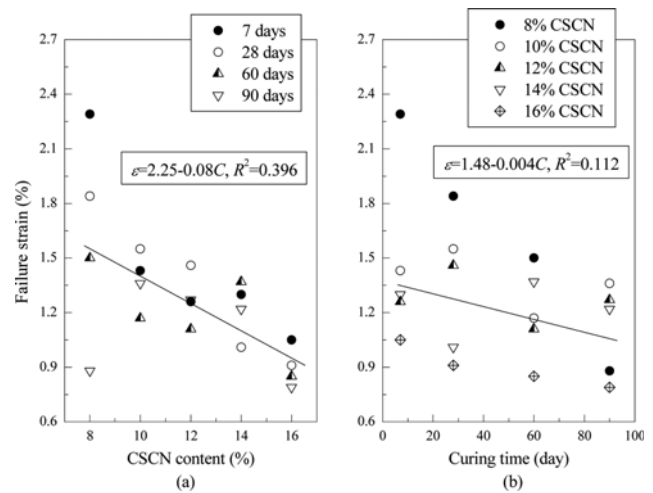 2.7
2.4
2.1
1.8
1.5
1.2
0.9
0.6
Failure strain (%)
7 days
28 days
60 days
90 days
ε=2.25-0.08C, R²=0.396
8 10 12 14 16
CSCN content (%)
(a)
2.7
2.4
2.1
1.8
1.5
1.2
0.9
0.6
8% CSCN
10% CSCN
12% CSCN
14% CSCN
16% CSCN
ε=1.48-0.004C, R²=0.112
0 20 40 60 80 100
Curing time (day)
(b)